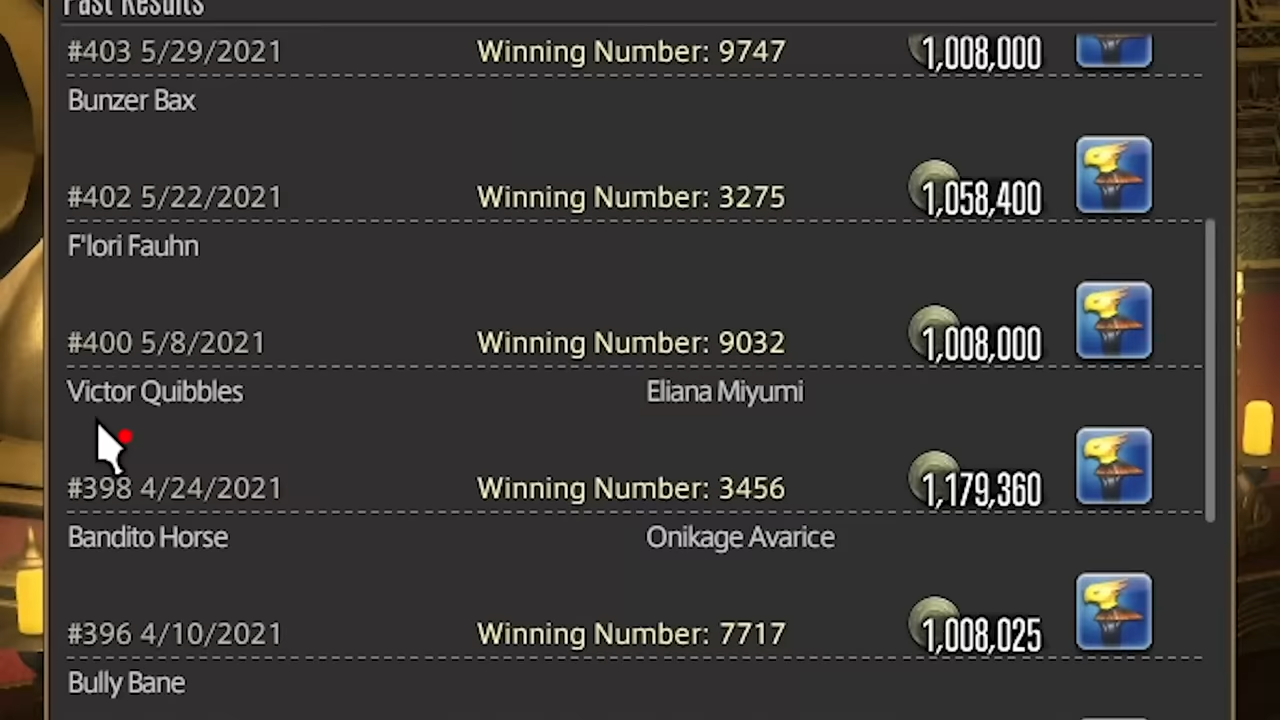 Past Results
#403 5/29/2021 Winning Number: 9747 1,008,000
Bunzer Bax
#402 5/22/2021 Winning Number: 3275 1,058,400
F'lori Fauhn
#400 5/8/2021 Winning Number: 9032 1,008,000
Victor Quibbles Eliana Miyumi
#398 4/24/2021 Winning Number: 3456 1,179,360
Bandito Horse Onikage Avarice
#396 4/10/2021 Winning Number: 7717 1,008,025
Bully Bane